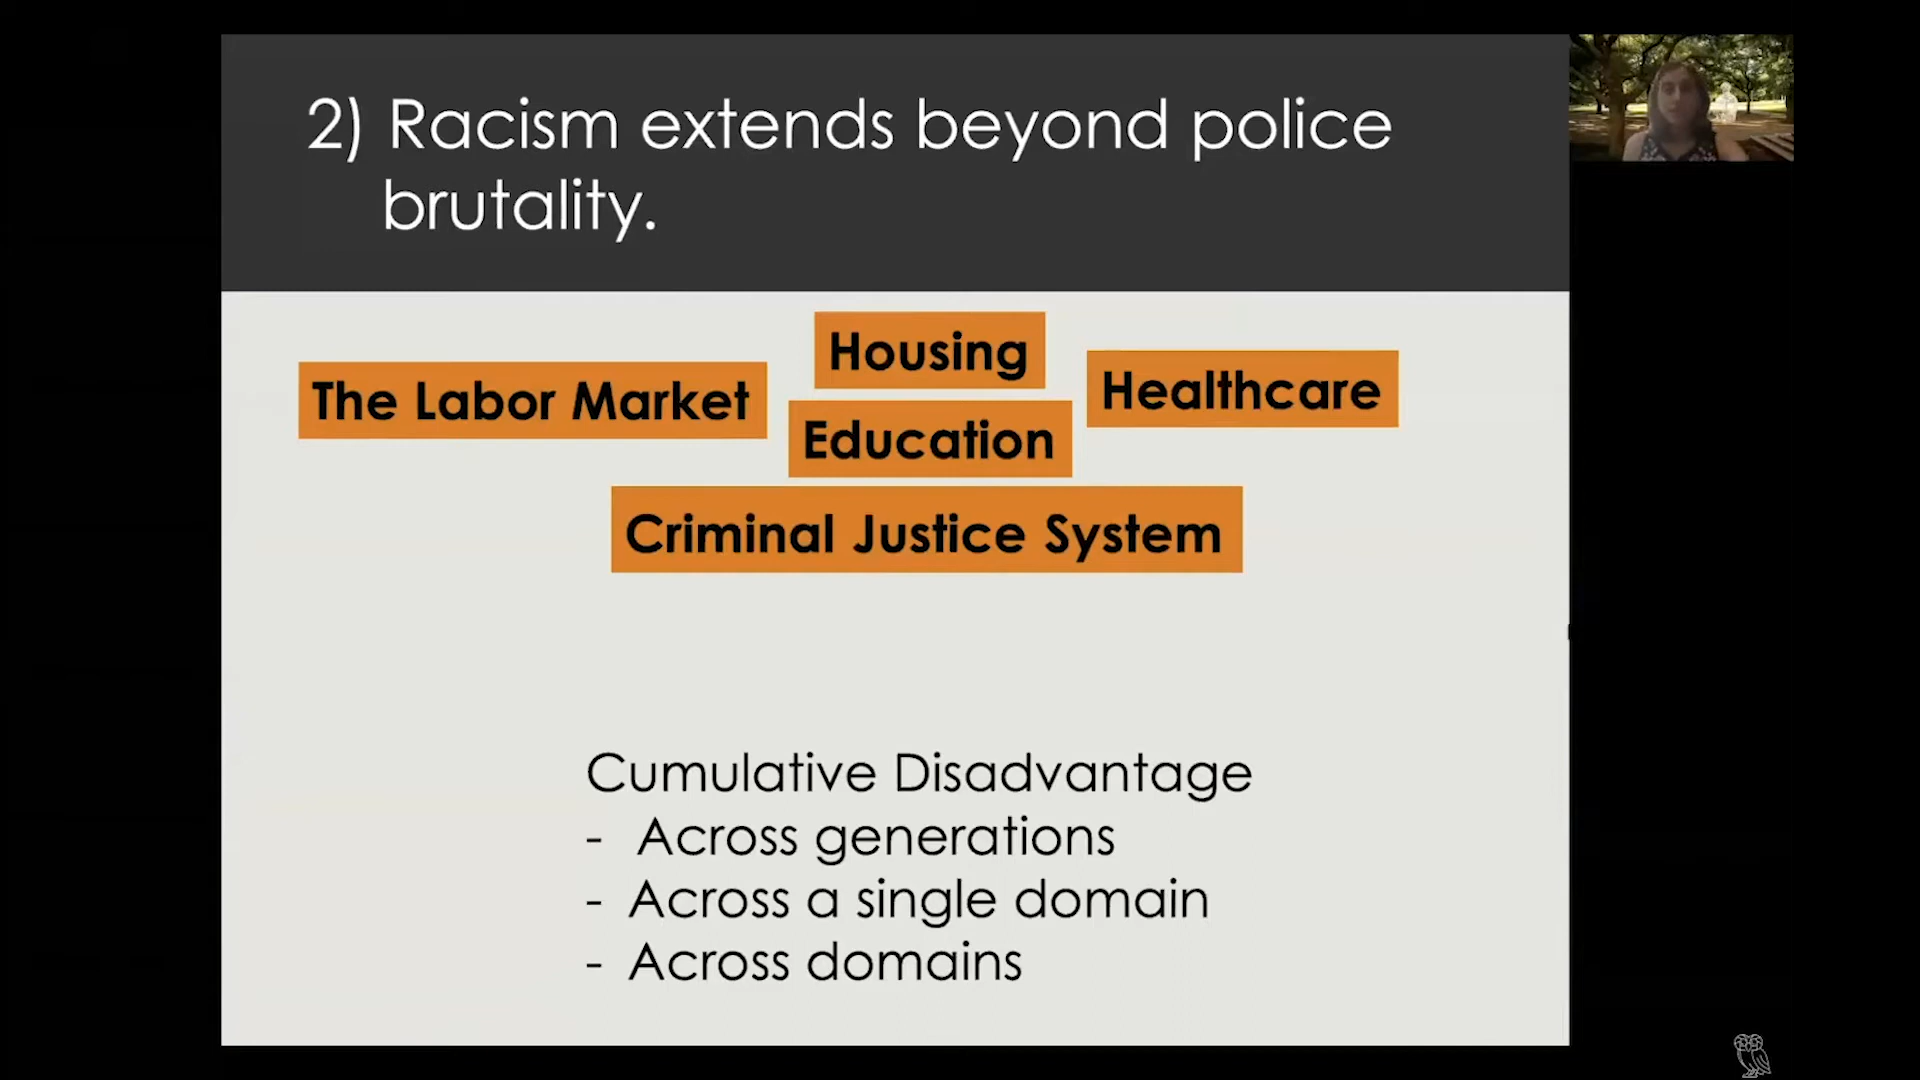 2) Racism extends beyond police
brutality.
Housing
The Labor Market
Healthcare
Education
Criminal Justice System
Cumulative Disadvantage
- Across generations
- Across a single domain
- Across domains